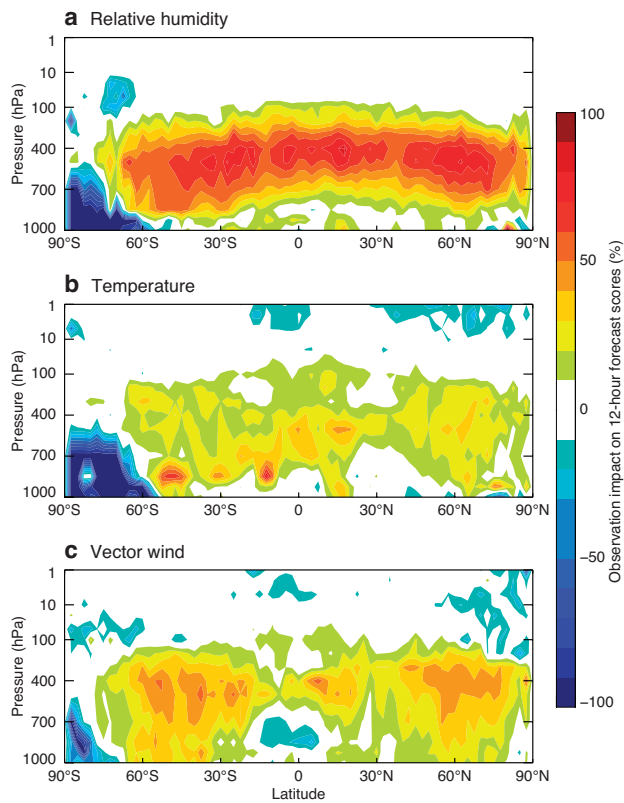 a Relative humidity
1
10
100
400
700
1000
Pressure (hPa)
90°S 60°S 30°S 0 30°N 60°N 90°N
b Temperature
1
10
100
400
700
1000
Pressure (hPa)
90°S 60°S 30°S 0 30°N 60°N 90°N
c Vector wind
1
10
100
400
700
1000
Pressure (hPa)
90°S 60°S 30°S 0 30°N 60°N 90°N
Latitude
100
50
0
−50
−100
Observation impact on 12-hour forecast scores (%)